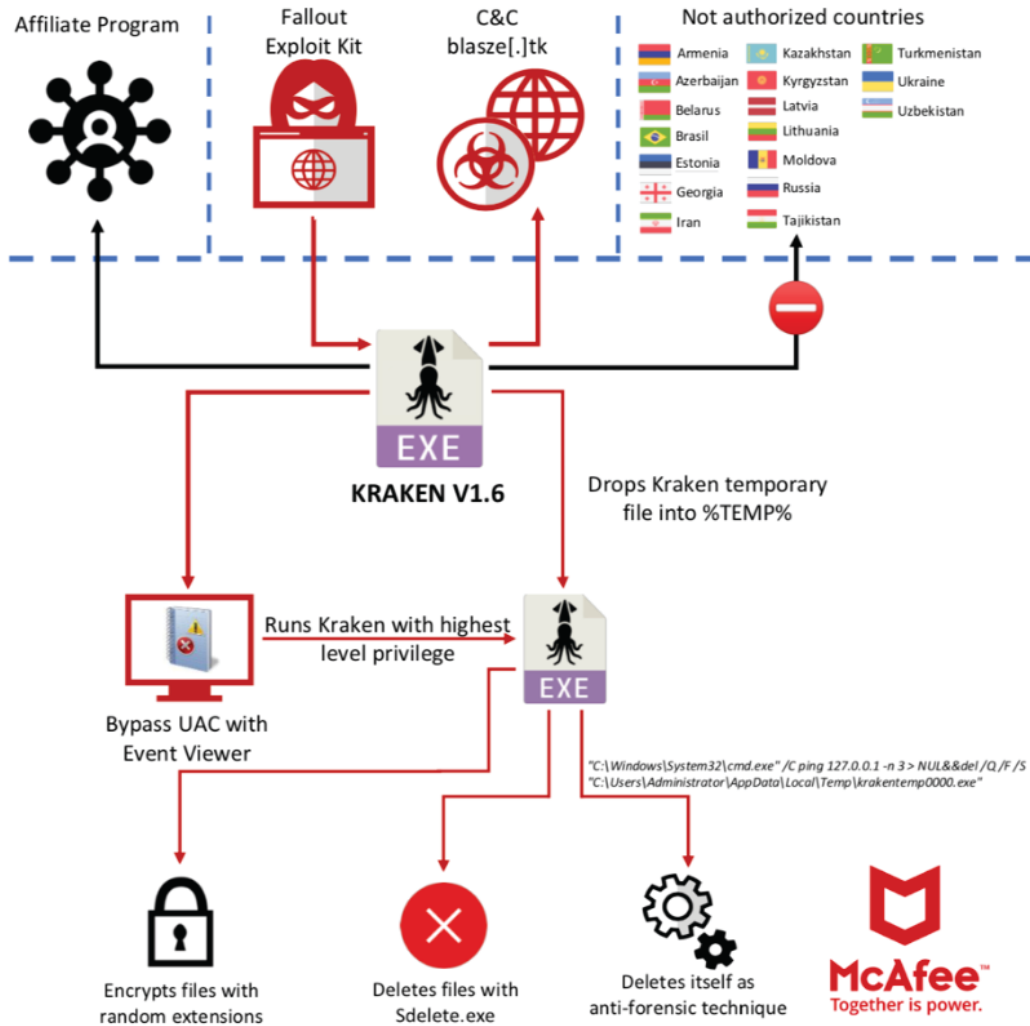 Affiliate Program
Fallout
Exploit Kit
C&C
blasze[.]tk
Not authorized countries
Armenia
Azerbaijan
Belarus
Brasil
Estonia
Georgia
Iran
Kazakhstan
Kyrgyzstan
Latvia
Lithuania
Moldova
Russia
Tajikistan
Turkmenistan
Ukraine
Uzbekistan
EXE
KRAKEN V1.6
Drops Kraken temporary
file into %TEMP%
Runs Kraken with highest
level privilege
EXE
Bypass UAC with
Event Viewer
"C:\Windows\System32\cmd.exe" /C ping 127.0.0.1 -n 3 > NUL&&del /Q /F /S
"C:\Users\Administrator\AppData\Local\Temp\krakentemp0000.exe"
Encrypts files with
random extensions
Deletes files with
Sdelete.exe
Deletes itself as
anti-forensic technique
McAfee™
Together is power.